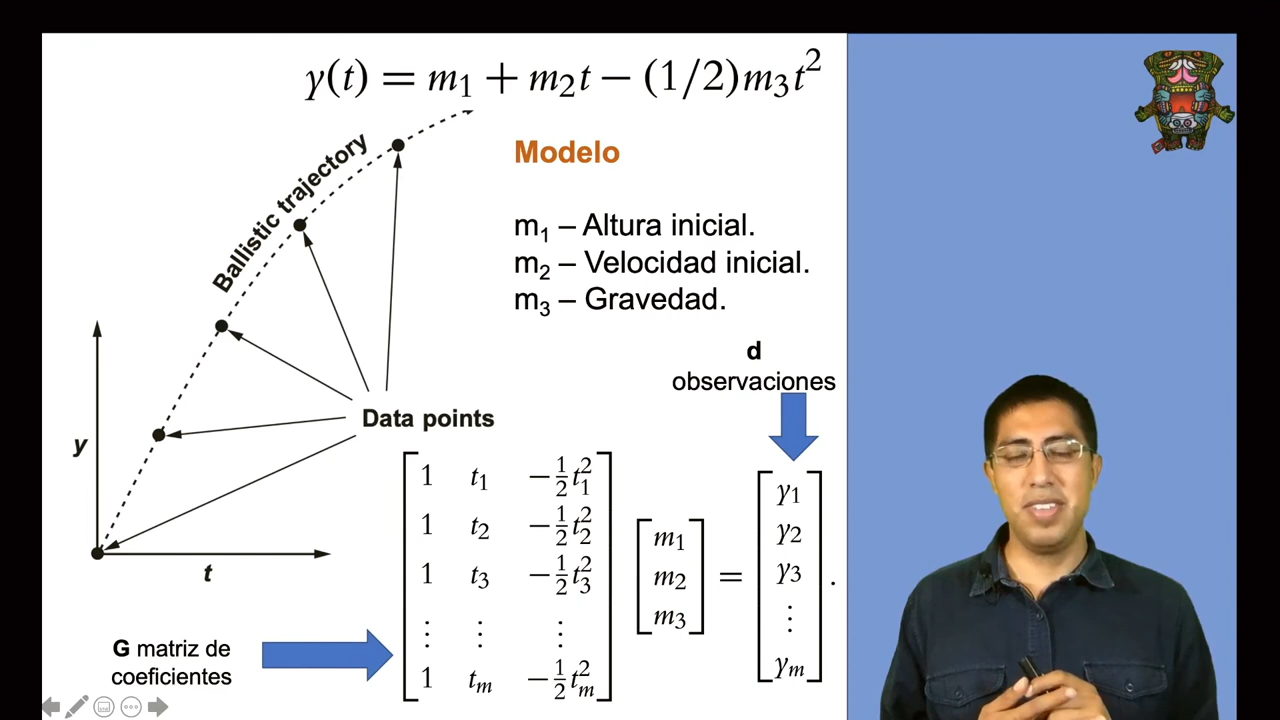 y(t) = m₁ + m₂t − (1/2)m₃t²
Ballistic trajectory
Modelo
m₁ – Altura inicial.
m₂ – Velocidad inicial.
m₃ – Gravedad.
d
observaciones
Data points
y
t
G matriz de
coeficientes
1 t₁ −½t₁²
1 t₂ −½t₂²
1 t₃ −½t₃²
⋮ ⋮ ⋮
1 tₘ −½tₘ²
m₁
m₂
m₃
=
y₁
y₂
y₃
⋮
yₘ
.